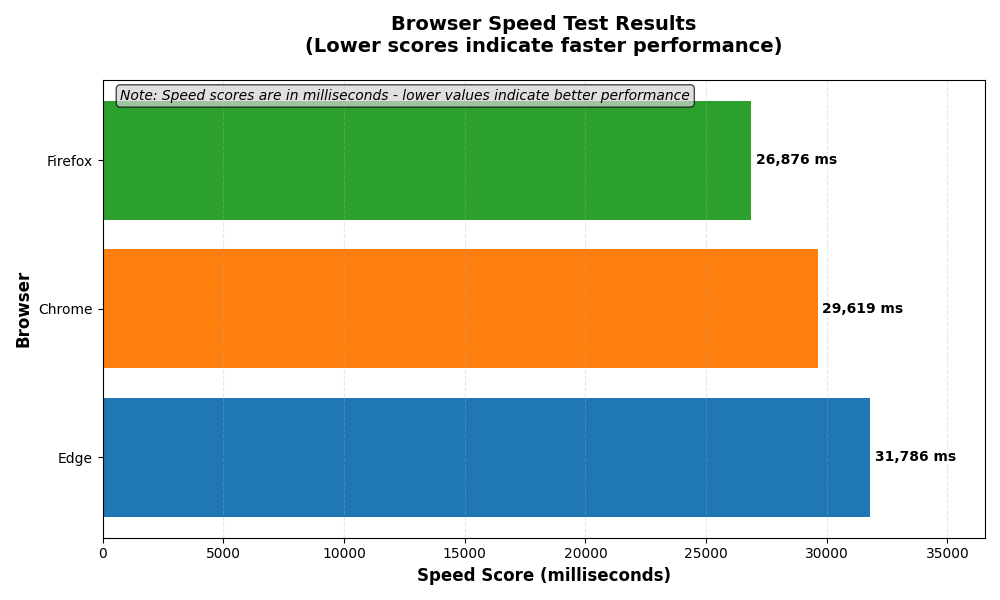 Browser Speed Test Results
(Lower scores indicate faster performance)
Note: Speed scores are in milliseconds - lower values indicate better performance
Firefox
26,876 ms
Chrome
29,619 ms
Edge
31,786 ms
Browser
0 5000 10000 15000 20000 25000 30000 35000
Speed Score (milliseconds)